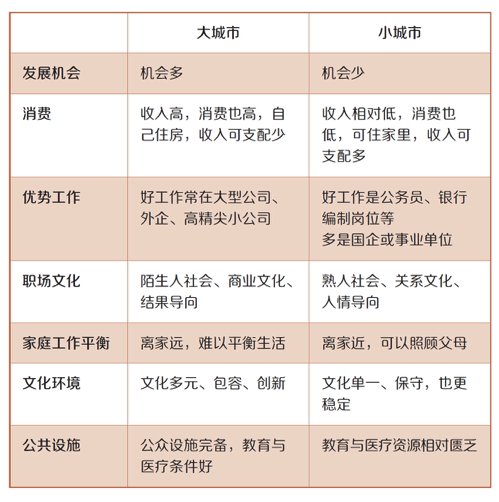 大城市
小城市
发展机会
机会多
机会少
消费
收入高，消费也高，自
己住房，收入可支配少
收入相对低，消费也
低，可住家里，收入可
支配多
优势工作
好工作常在大型公司、
外企、高精尖小公司
好工作是公务员、银行
编制岗位等
多是国企或事业单位
职场文化
陌生人社会、商业文化、
结果导向
熟人社会、关系文化、
人情导向
家庭工作平衡
离家远，难以平衡生活
离家近，可以照顾父母
文化环境
文化多元、包容、创新
文化单一、保守，也更
稳定
公共设施
公众设施完备，教育与
医疗条件好
教育与医疗资源相对匮乏